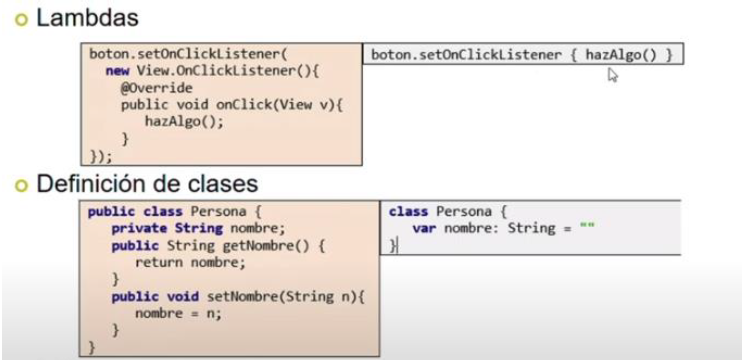 Lambdas
boton.setOnClickListener(
new View.OnClickListener(){
@Override
public void onClick(View v){
hazAlgo();
}
});
boton.setOnClickListener { hazAlgo() }
Definición de clases
public class Persona {
private String nombre;
public String getNombre() {
return nombre;
}
public void setNombre(String n){
nombre = n;
}
}
class Persona {
var nombre: String = ""
}